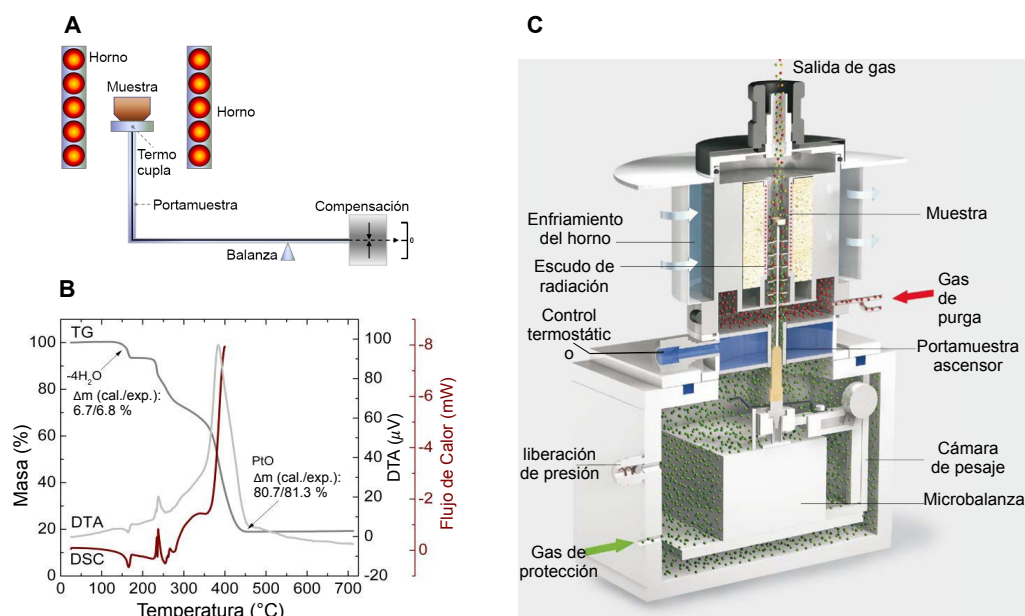 A
Horno
Muestra
Horno
Termo
cupla
Portamuestra
Compensación
0
Balanza
B
TG
-4H₂O
Δm (cal./exp.):
6.7/6.8 %
PtO
Δm (cal./exp.):
80.7/81.3 %
DTA
DSC
Masa (%)
100
80
60
40
20
0
0 100 200 300 400 500 600 700
Temperatura (°C)
DTA (μV)
100
80
60
40
20
0
-20
Flujo de Calor (mW)
-8
-6
-4
-2
0
C
Salida de gas
Muestra
Enfriamiento
del horno
Escudo de
radiación
Gas
de
purga
Control
termostátic
o
Portamuestra
ascensor
liberación
de presión
Cámara
de pesaje
Microbalanza
Gas de
protección